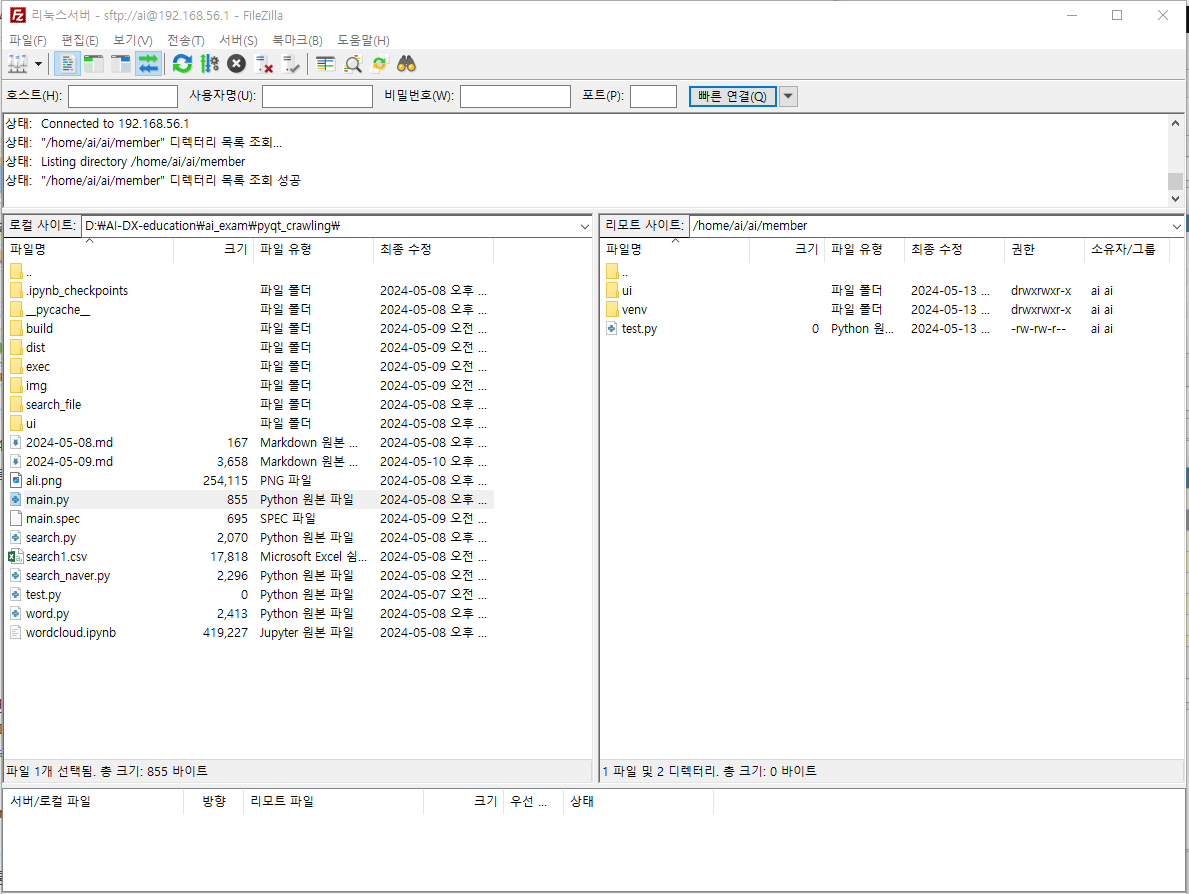 리눅스서버 - sftp://ai@192.168.56.1 - FileZilla
파일(F) 편집(E) 보기(V) 전송(T) 서버(S) 북마크(B) 도움말(H)
호스트(H): 사용자명(U): 비밀번호(W): 포트(P): 빠른 연결(Q)
상태: Connected to 192.168.56.1
상태: "/home/ai/ai/member" 디렉터리 목록 조회...
상태: Listing directory /home/ai/ai/member
상태: "/home/ai/ai/member" 디렉터리 목록 조회 성공
로컬 사이트: D:₩AI-DX-education₩ai_exam₩pyqt_crawling₩
파일명 크기 파일 유형 최종 수정
..
.ipynb_checkpoints 파일 폴더 2024-05-08 오후 ...
__pycache__ 파일 폴더 2024-05-08 오후 ...
build 파일 폴더 2024-05-09 오전 ...
dist 파일 폴더 2024-05-09 오전 ...
exec 파일 폴더 2024-05-09 오전 ...
img 파일 폴더 2024-05-09 오전 ...
search_file 파일 폴더 2024-05-08 오후 ...
ui 파일 폴더 2024-05-08 오후 ...
2024-05-08.md 167 Markdown 원본 ... 2024-05-08 오후 ...
2024-05-09.md 3,658 Markdown 원본 ... 2024-05-10 오후 ...
ali.png 254,115 PNG 파일 2024-05-08 오후 ...
main.py 855 Python 원본 파일 2024-05-08 오후 ...
main.spec 695 SPEC 파일 2024-05-09 오전 ...
search.py 2,070 Python 원본 파일 2024-05-08 오후 ...
search1.csv 17,818 Microsoft Excel 쉼... 2024-05-08 오전 ...
search_naver.py 2,296 Python 원본 파일 2024-05-08 오전 ...
test.py 0 Python 원본 파일 2024-05-07 오전 ...
word.py 2,413 Python 원본 파일 2024-05-08 오후 ...
wordcloud.ipynb 419,227 Jupyter 원본 파일 2024-05-08 오후 ...
파일 1개 선택됨. 총 크기: 855 바이트
리모트 사이트: /home/ai/ai/member
파일명 크기 파일 유형 최종 수정 권한 소유자/그룹
..
ui 파일 폴더 2024-05-13 ... drwxrwxr-x ai ai
venv 파일 폴더 2024-05-13 ... drwxrwxr-x ai ai
test.py 0 Python 원... 2024-05-13 ... -rw-rw-r-- ai ai
1 파일 및 2 디렉터리. 총 크기: 0 바이트
서버/로컬 파일 방향 리모트 파일 크기 우선 ... 상태